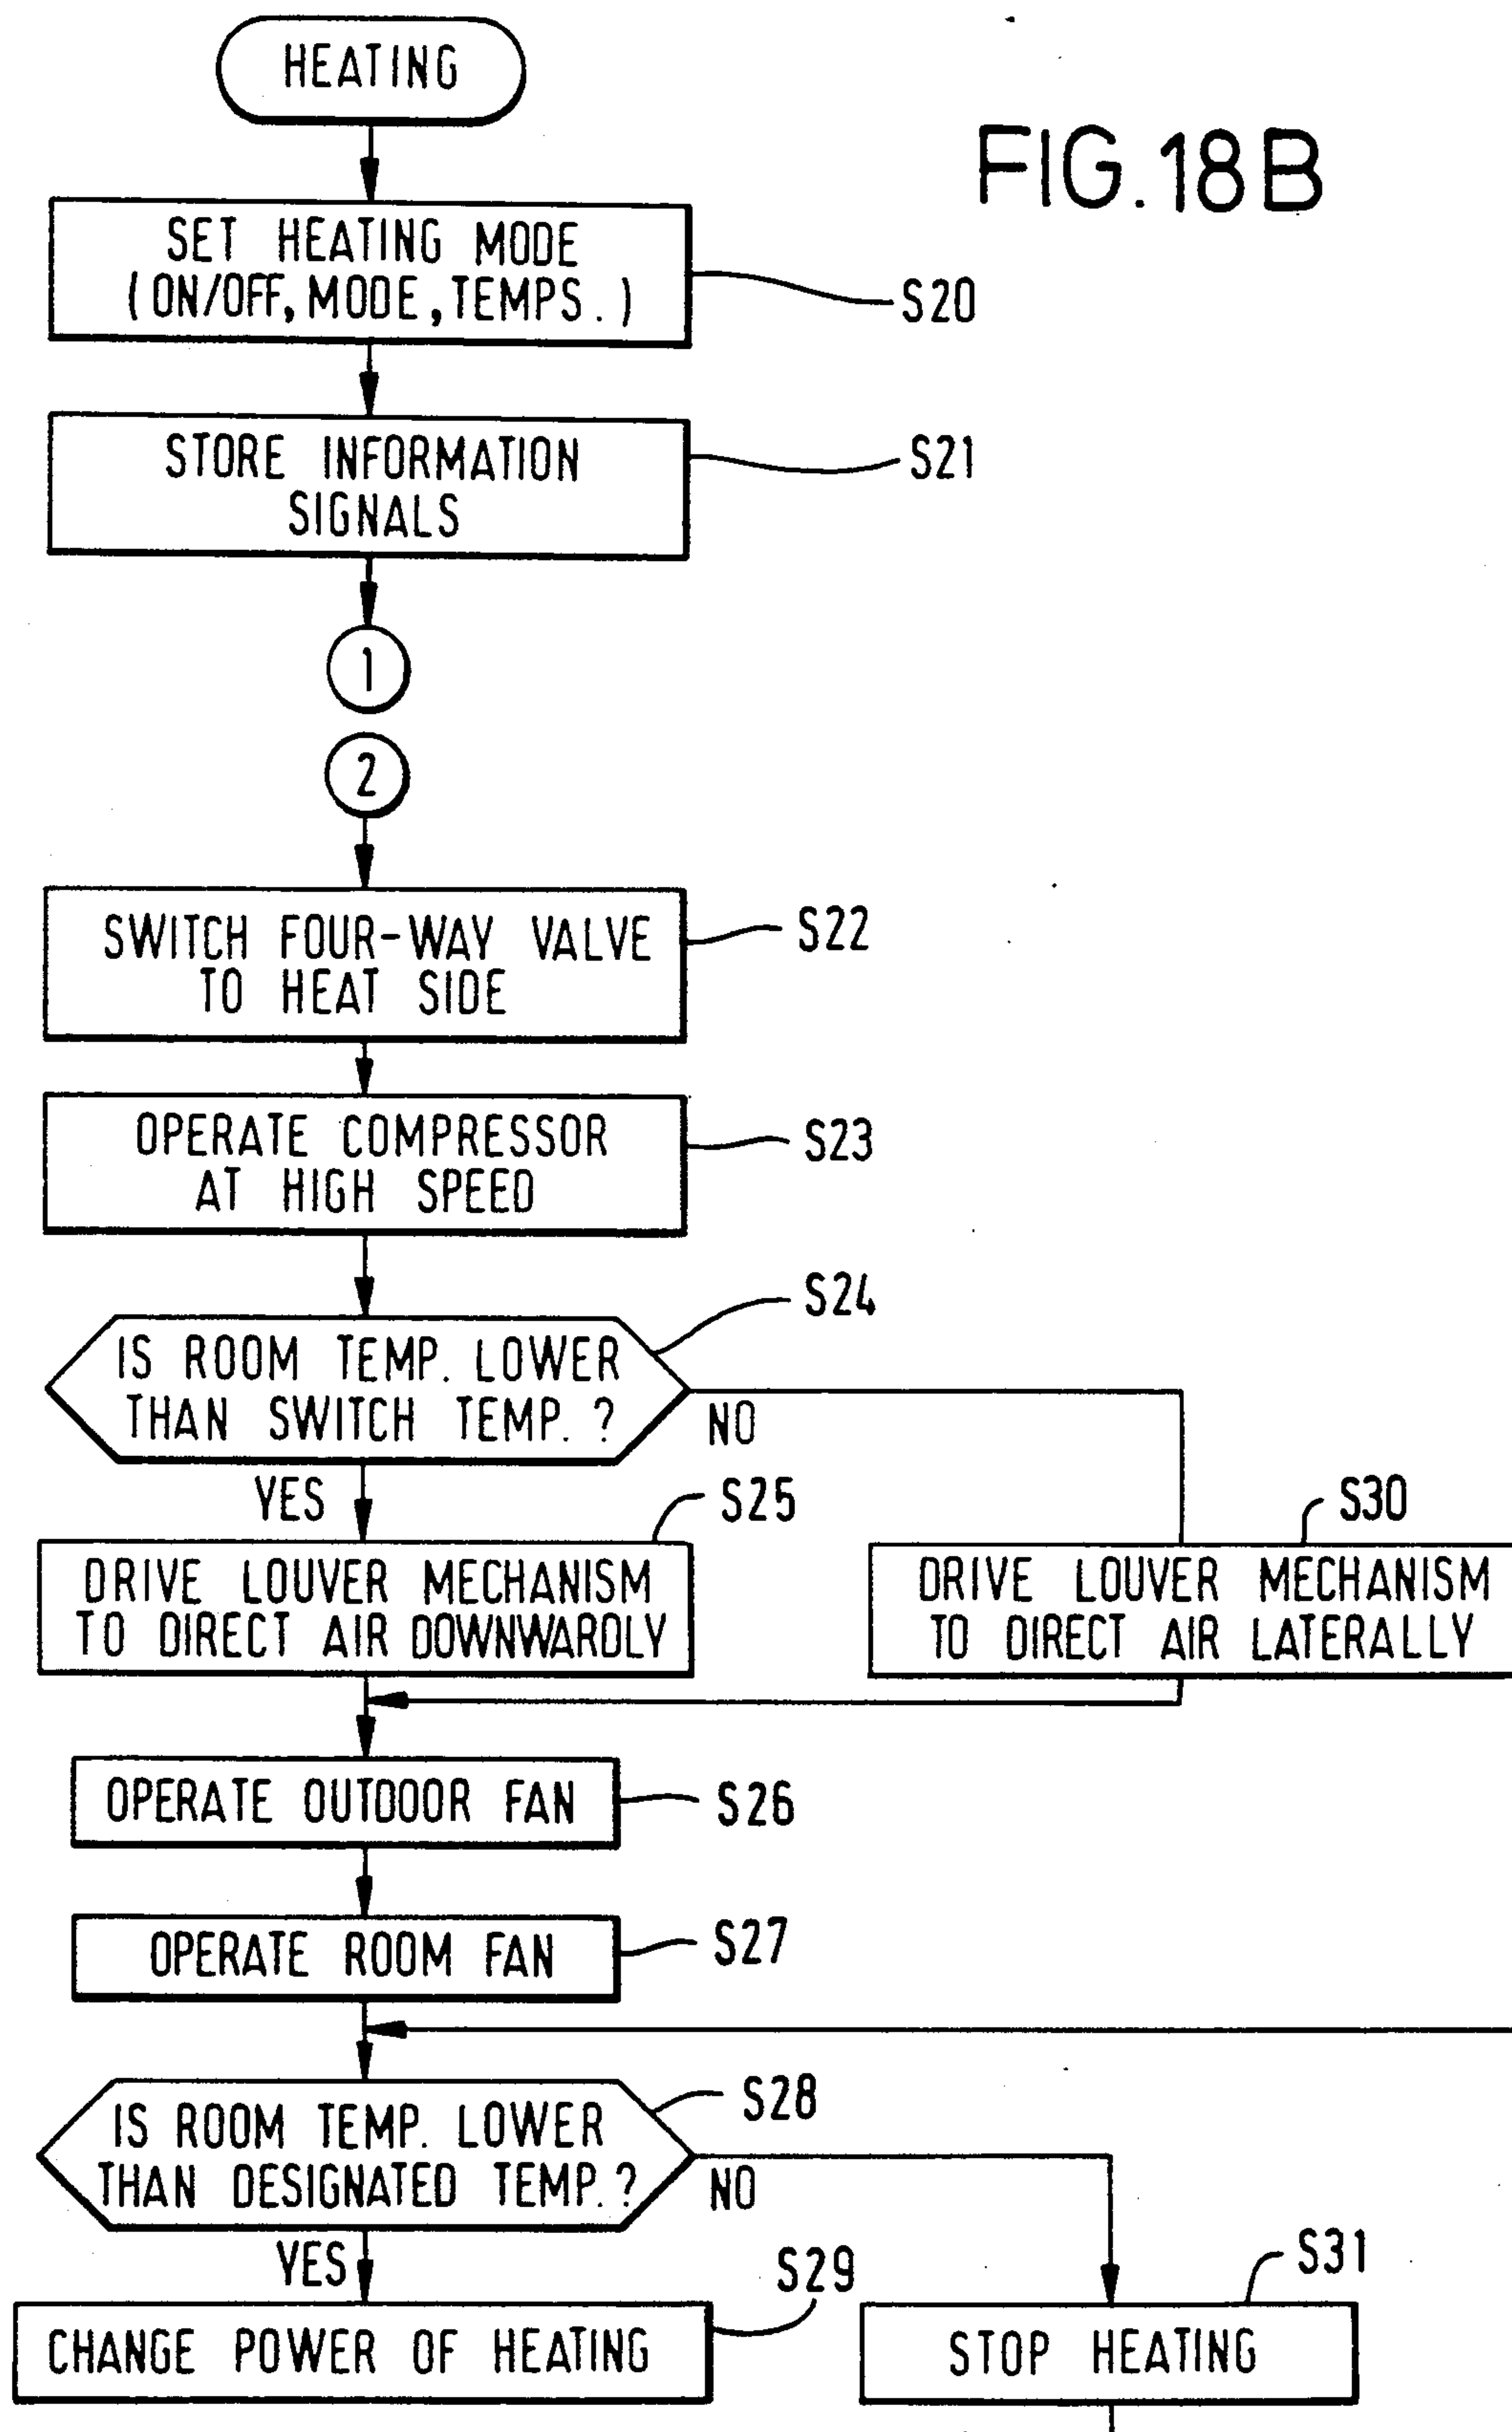 HEATING
FIG.18B
SET HEATING MODE
(ON/OFF, MODE, TEMPS.)
S20
STORE INFORMATION
SIGNALS
S21
1
2
SWITCH FOUR-WAY VALVE
TO HEAT SIDE
S22
OPERATE COMPRESSOR
AT HIGH SPEED
S23
IS ROOM TEMP. LOWER
THAN SWITCH TEMP. ?
S24
NO
YES
DRIVE LOUVER MECHANISM
TO DIRECT AIR DOWNWARDLY
S25
DRIVE LOUVER MECHANISM
TO DIRECT AIR LATERALLY
S30
OPERATE OUTDOOR FAN
S26
OPERATE ROOM FAN
S27
IS ROOM TEMP. LOWER
THAN DESIGNATED TEMP. ?
S28
NO
YES
CHANGE POWER OF HEATING
S29
STOP HEATING
S31